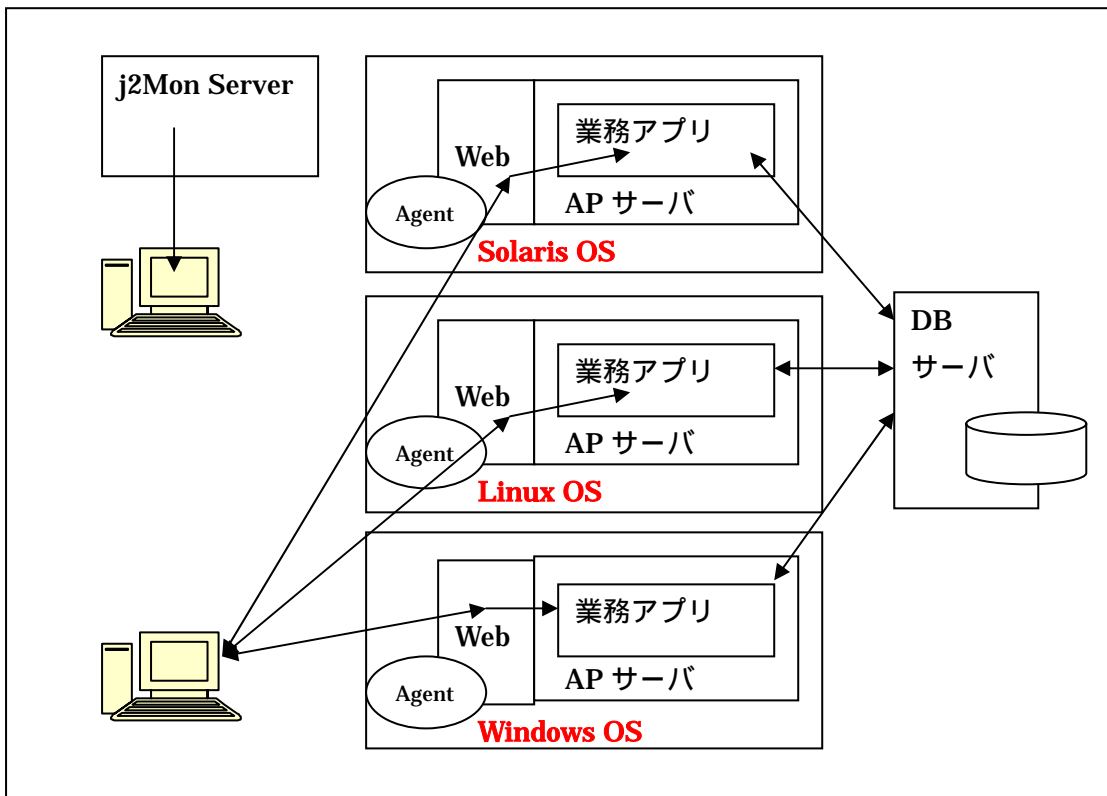 j2Mon Server
業務アプリ
Web
AP サーバ
Agent
Solaris OS
業務アプリ
Web
AP サーバ
Agent
Linux OS
業務アプリ
Web
AP サーバ
Agent
Windows OS
DB
サーバ